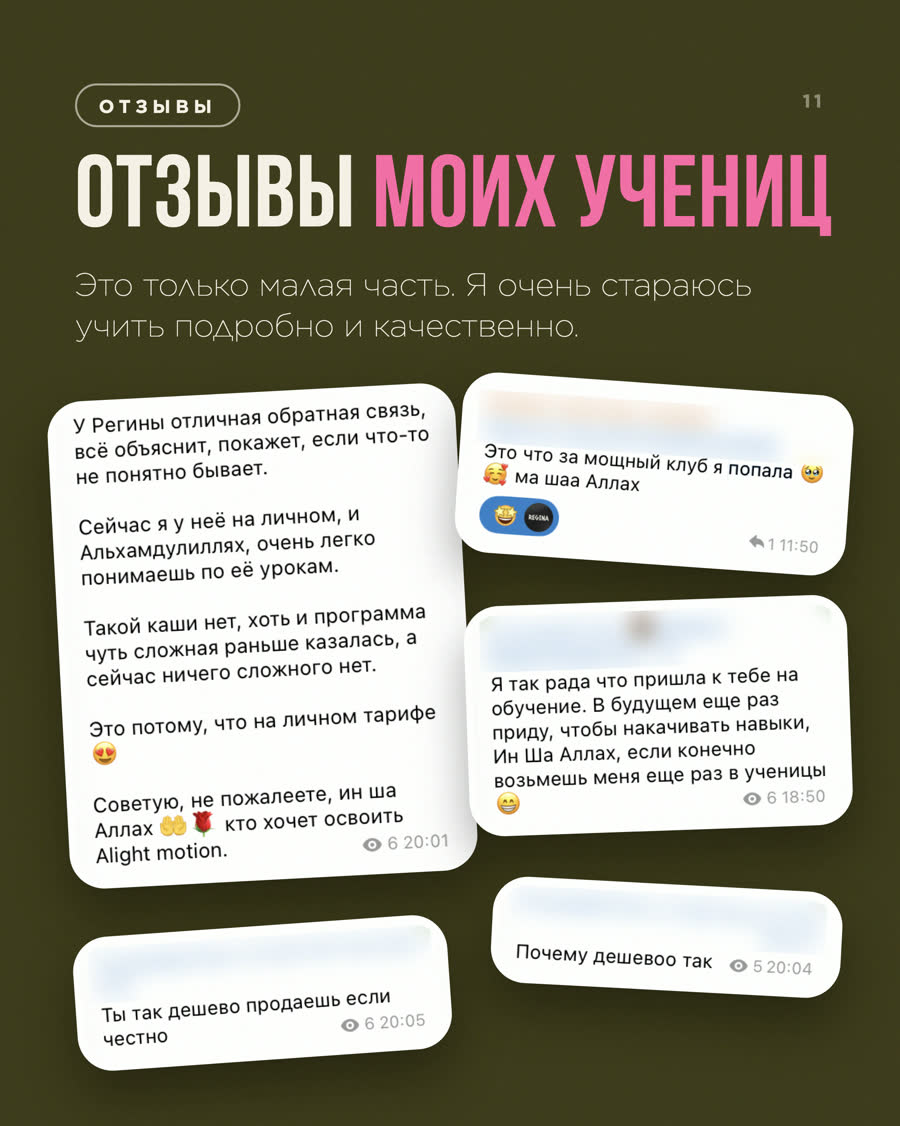 ОТЗЫВЫ
11
ОТЗЫВЫ МОИХ УЧЕНИЦ
Это только малая часть. Я очень стараюсь
учить подробно и качественно.
У Регины отличная обратная связь,
всё объяснит, покажет, если что-то
не понятно бывает.
Сейчас я у неё на личном, и
Альхамдулиллях, очень легко
понимаешь по её урокам.
Такой каши нет, хоть и программа
чуть сложная раньше казалась, а
сейчас ничего сложного нет.
Это потому, что на личном тарифе
😍
Советую, не пожалеете, ин ша
Аллах 🤲🌹 кто хочет освоить
Alight motion.
6 20:01
Это что за мощный клуб я попала 🥹
🥰 ма шаа Аллах
🤩 REGINA
1 11:50
Я так рада что пришла к тебе на
обучение. В будущем еще раз
приду, чтобы накачивать навыки,
Ин Ша Аллах, если конечно
возьмешь меня еще раз в ученицы
😁
6 18:50
Почему дешевоо так
5 20:04
Ты так дешево продаешь если
честно
6 20:05